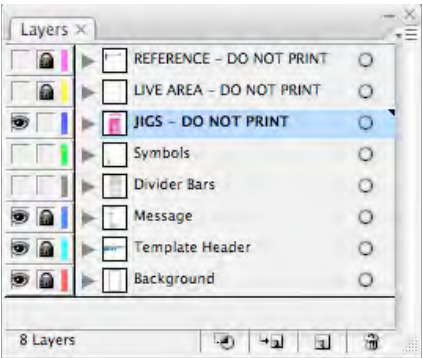 Layers
REFERENCE – DO NOT PRINT
LIVE AREA – DO NOT PRINT
JIGS – DO NOT PRINT
Symbols
Divider Bars
Message
Template Header
Background
8 Layers